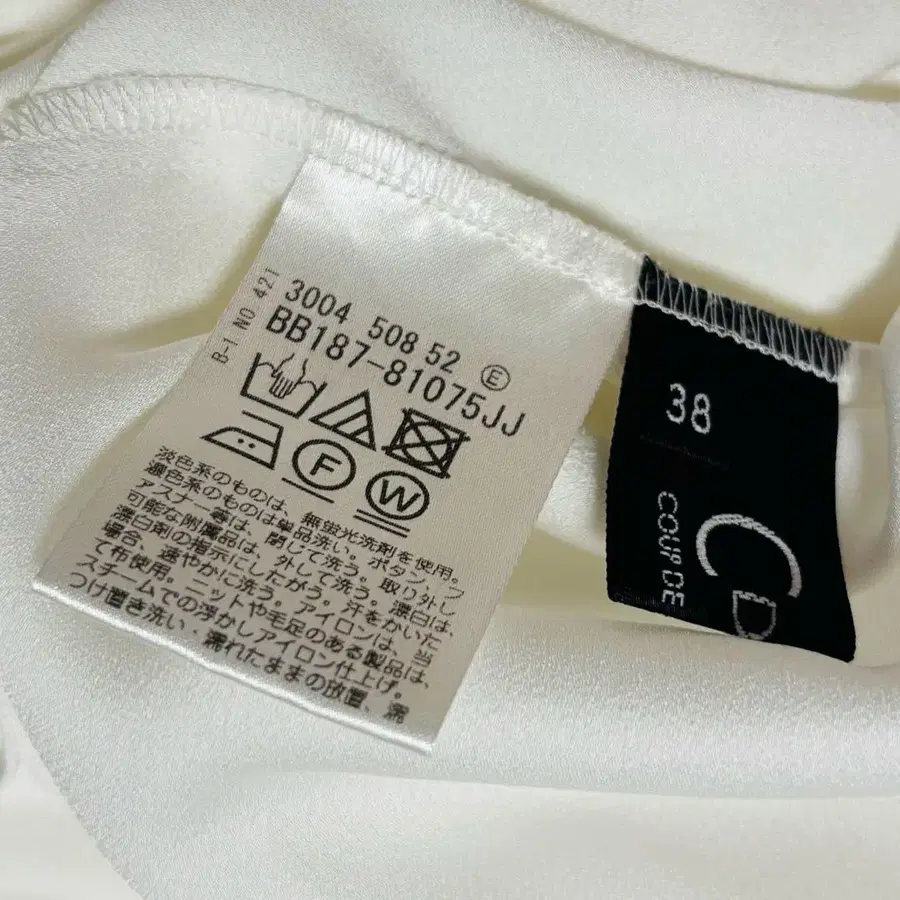 B-1 NO 421
3004 508 52 Ⓔ
BB187-81075JJ
F
W
淡色系のものは、無蛍光洗剤を使用。
濃色系のものは単品洗い。ボタン、フ
ァスナー等は、閉じて洗う。取り外し
可能な附属品は、外して洗う。漂白は、
漂白剤の指示にしたがう。汗をかいた
場合、速やかに洗う。アイロンは、当
て布使用。ニットや毛足のある製品は、
スチームでの浮かしアイロン仕上げ。
つけ置き洗い・濡れたままの放置、濡
38
COUP DE
CD